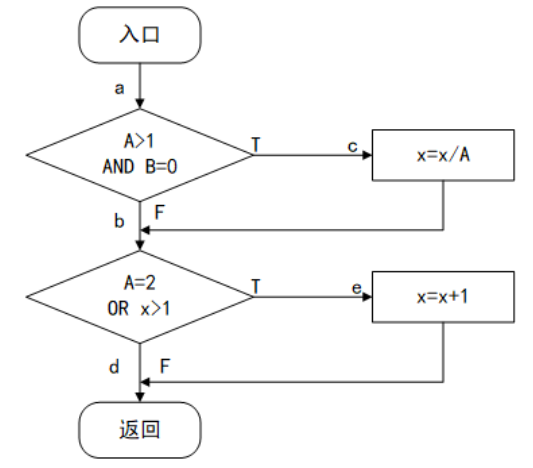 入口
a
A>1
AND B=0
T
c
x=x/A
b
F
A=2
OR x>1
T
e
x=x+1
d
F
返回